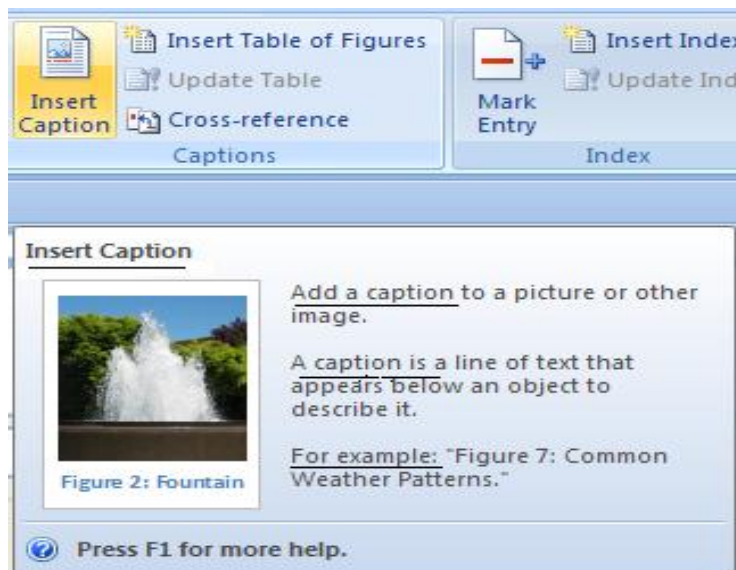 Insert Table of Figures
Update Table
Cross-reference
Insert
Caption
Captions
Mark
Entry
Insert
Update
Index
Insert Caption
Add a caption to a picture or other
image.
A caption is a line of text that
appears below an object to
describe it.
For example: "Figure 7: Common
Weather Patterns."
Figure 2: Fountain
Press F1 for more help.